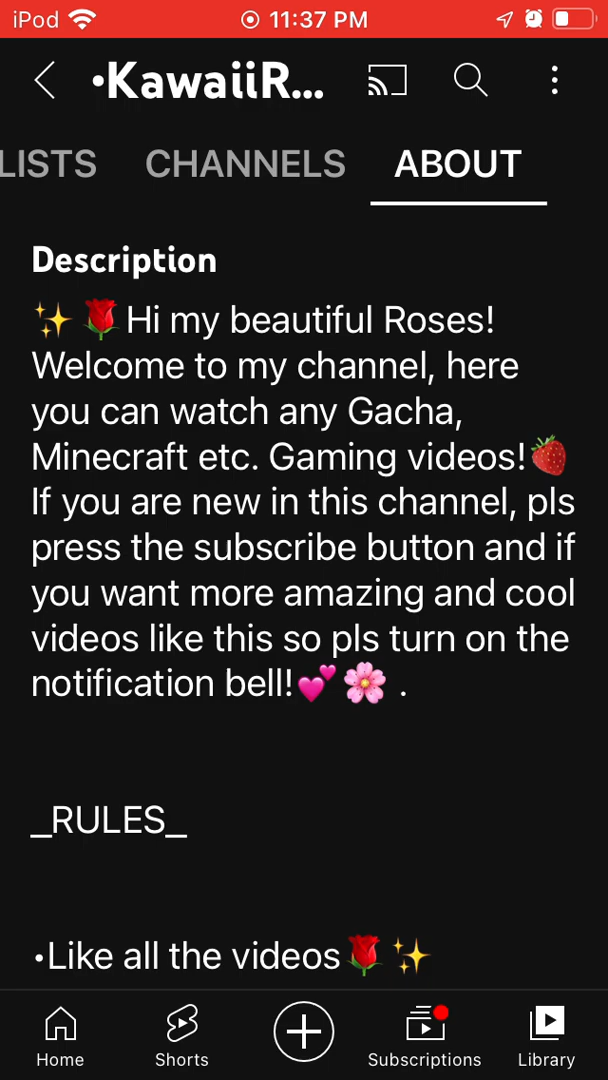 iPod 11:37 PM
•KawaiiR...
LISTS CHANNELS ABOUT
Description
✨🌹Hi my beautiful Roses!
Welcome to my channel, here
you can watch any Gacha,
Minecraft etc. Gaming videos!🍓
If you are new in this channel, pls
press the subscribe button and if
you want more amazing and cool
videos like this so pls turn on the
notification bell!💕🌸 .
_RULES_
•Like all the videos🌹✨
Home Shorts Subscriptions Library